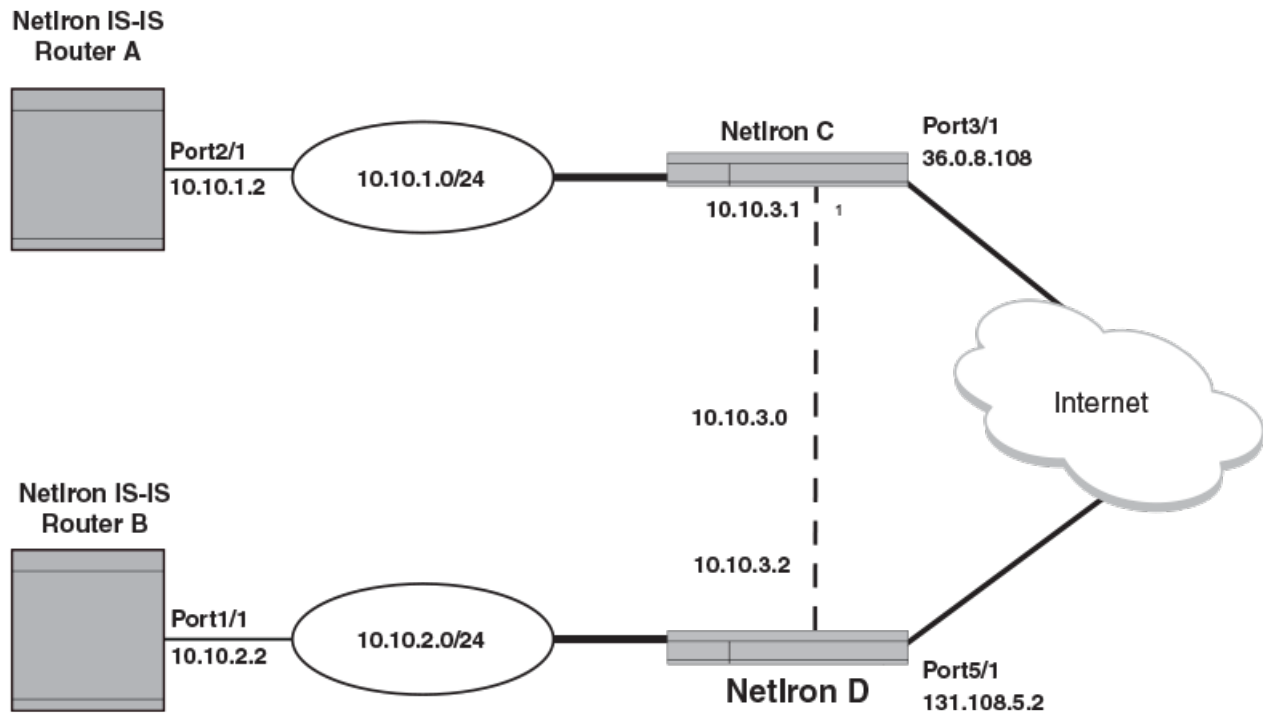 NetIron IS-IS
Router A
Port2/1
10.10.1.2
10.10.1.0/24
NetIron C
Port3/1
36.0.8.108
10.10.3.1
1
Internet
10.10.3.0
10.10.3.2
NetIron IS-IS
Router B
Port1/1
10.10.2.2
10.10.2.0/24
NetIron D
Port5/1
131.108.5.2